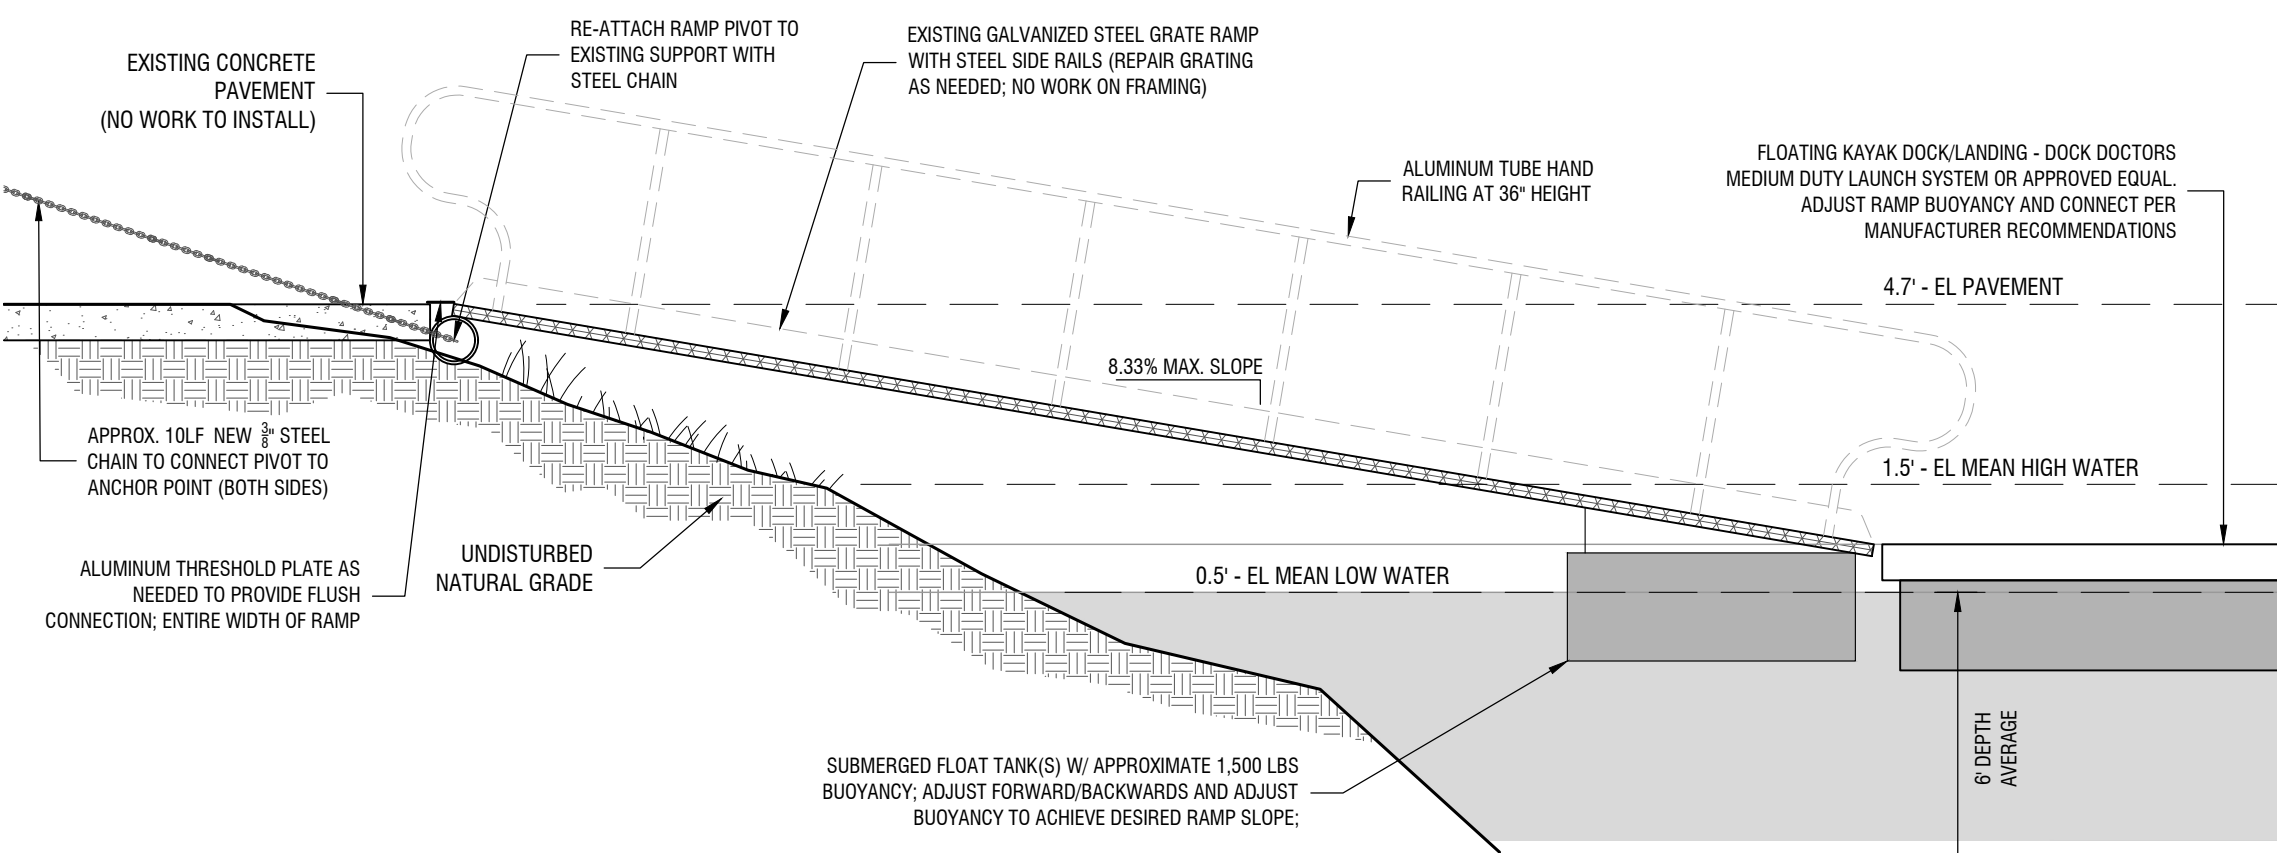 RE-ATTACH RAMP PIVOT TO
EXISTING SUPPORT WITH
STEEL CHAIN
EXISTING GALVANIZED STEEL GRATE RAMP
WITH STEEL SIDE RAILS (REPAIR GRATING
AS NEEDED; NO WORK ON FRAMING)
EXISTING CONCRETE
PAVEMENT
(NO WORK TO INSTALL)
ALUMINUM TUBE HAND
RAILING AT 36" HEIGHT
FLOATING KAYAK DOCK/LANDING - DOCK DOCTORS
MEDIUM DUTY LAUNCH SYSTEM OR APPROVED EQUAL.
ADJUST RAMP BUOYANCY AND CONNECT PER
MANUFACTURER RECOMMENDATIONS
4.7' - EL PAVEMENT
8.33% MAX. SLOPE
APPROX. 10LF NEW 3/8" STEEL
CHAIN TO CONNECT PIVOT TO
ANCHOR POINT (BOTH SIDES)
1.5' - EL MEAN HIGH WATER
UNDISTURBED
NATURAL GRADE
ALUMINUM THRESHOLD PLATE AS
NEEDED TO PROVIDE FLUSH
CONNECTION; ENTIRE WIDTH OF RAMP
0.5' - EL MEAN LOW WATER
SUBMERGED FLOAT TANK(S) W/ APPROXIMATE 1,500 LBS
BUOYANCY; ADJUST FORWARD/BACKWARDS AND ADJUST
BUOYANCY TO ACHIEVE DESIRED RAMP SLOPE;
6' DEPTH
AVERAGE